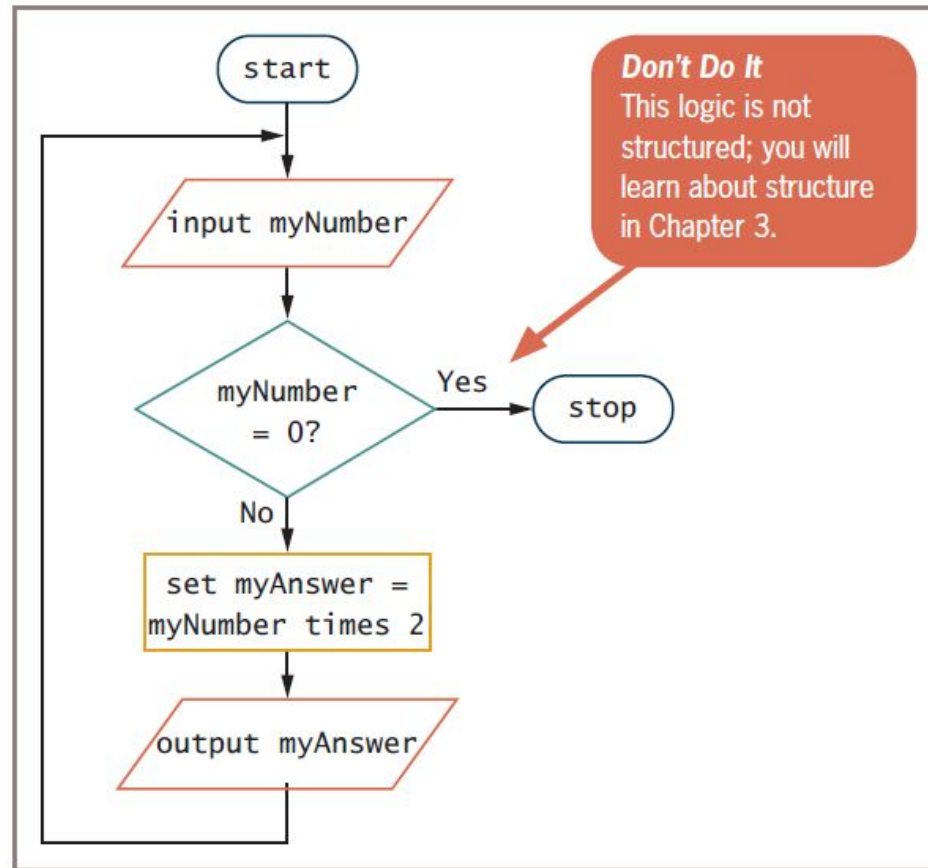 start
Don't Do It
This logic is not
structured; you will
learn about structure
in Chapter 3.
input myNumber
myNumber
= 0?
Yes
stop
No
set myAnswer =
myNumber times 2
output myAnswer